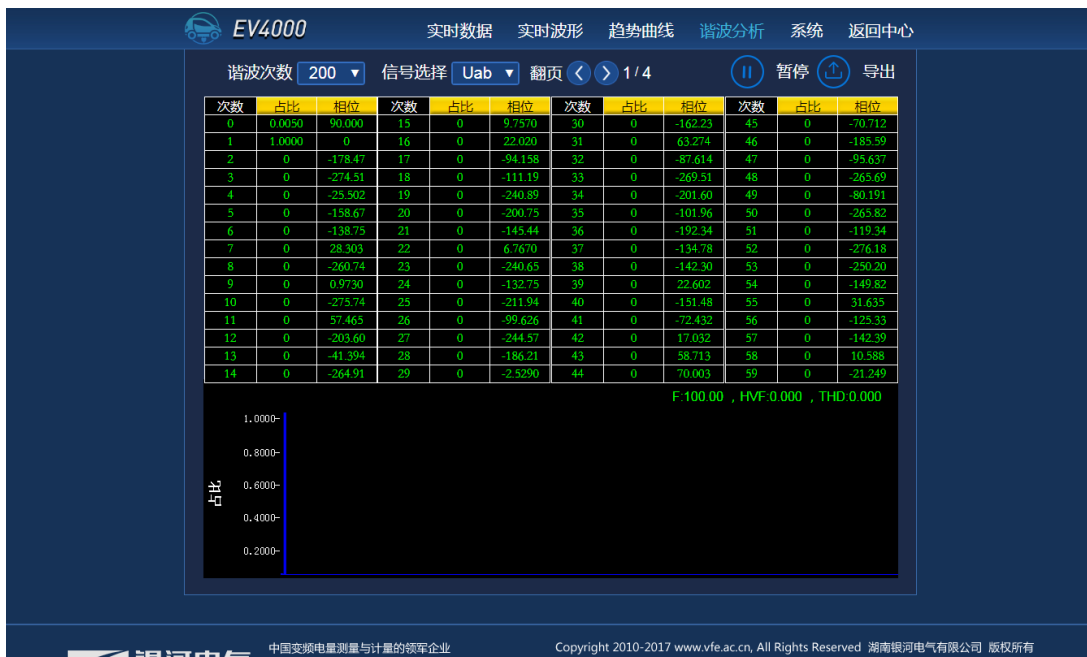 EV4000 实时数据 实时波形 趋势曲线 谐波分析 系统 返回中心
谐波次数 200 信号选择 Uab 翻页 1 / 4 暂停 导出
次数 占比 相位 次数 占比 相位 次数 占比 相位 次数 占比 相位
0 0.0050 90.000 15 0 9.7570 30 0 -162.23 45 0 -70.712
1 1.0000 0 16 0 22.020 31 0 63.274 46 0 -185.59
2 0 -178.47 17 0 -94.158 32 0 -87.614 47 0 -95.637
3 0 -274.51 18 0 -111.19 33 0 -269.51 48 0 -265.69
4 0 -25.502 19 0 -240.89 34 0 -201.60 49 0 -80.191
5 0 -158.67 20 0 -200.75 35 0 -101.96 50 0 -265.82
6 0 -138.75 21 0 -145.44 36 0 -192.34 51 0 -119.34
7 0 28.303 22 0 6.7670 37 0 -134.78 52 0 -276.18
8 0 -260.74 23 0 -240.65 38 0 -142.30 53 0 -250.20
9 0 0.9730 24 0 -132.75 39 0 22.602 54 0 -149.82
10 0 -275.74 25 0 -211.94 40 0 -151.48 55 0 31.635
11 0 57.465 26 0 -99.626 41 0 -72.432 56 0 -125.33
12 0 -203.60 27 0 -244.57 42 0 17.032 57 0 -142.39
13 0 -41.394 28 0 -186.21 43 0 58.713 58 0 10.588
14 0 -264.91 29 0 -2.5290 44 0 70.003 59 0 -21.249
F:100.00 , HVF:0.000 , THD:0.000
1.0000
0.8000
0.6000
占比
0.4000
0.2000
银河电气 中国变频电量测量与计量的领军企业 Copyright 2010-2017 www.vfe.ac.cn, All Rights Reserved 湖南银河电气有限公司 版权所有